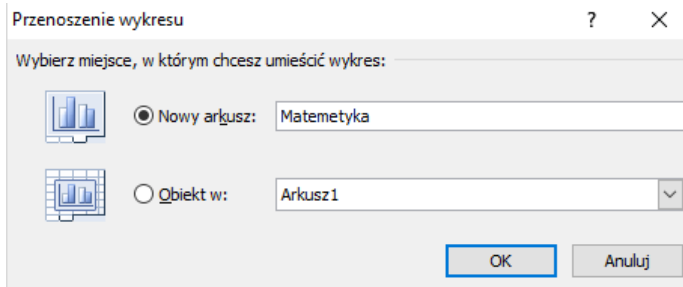 Przenoszenie wykresu ? ×
Wybierz miejsce, w którym chcesz umieścić wykres:
Nowy arkusz: Matemetyka
Obiekt w: Arkusz1
OK Anuluj